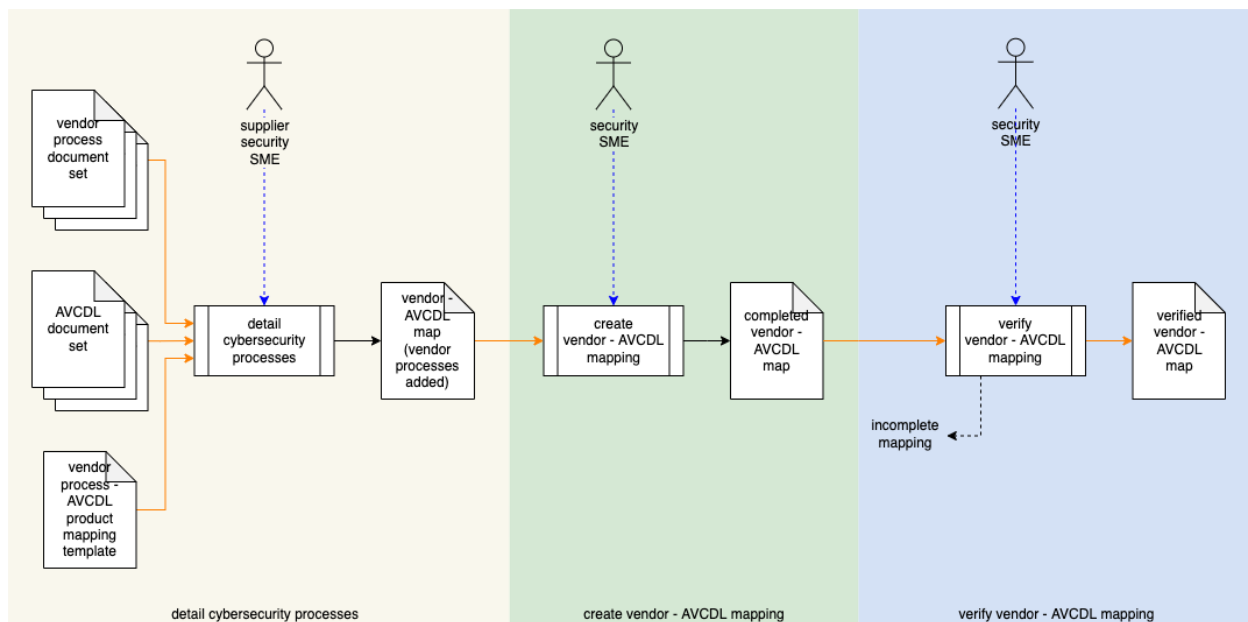 vendor
process
document
set
AVCDL
document
set
vendor
process -
AVCDL
product
mapping
template
supplier
security
SME
detail
cybersecurity
processes
vendor -
AVCDL
map
(vendor
processes
added)
detail cybersecurity processes
security
SME
create
vendor - AVCDL
mapping
completed
vendor -
AVCDL
map
create vendor - AVCDL mapping
security
SME
verify
vendor - AVCDL
mapping
incomplete
mapping
verified
vendor -
AVCDL
map
verify vendor - AVCDL mapping